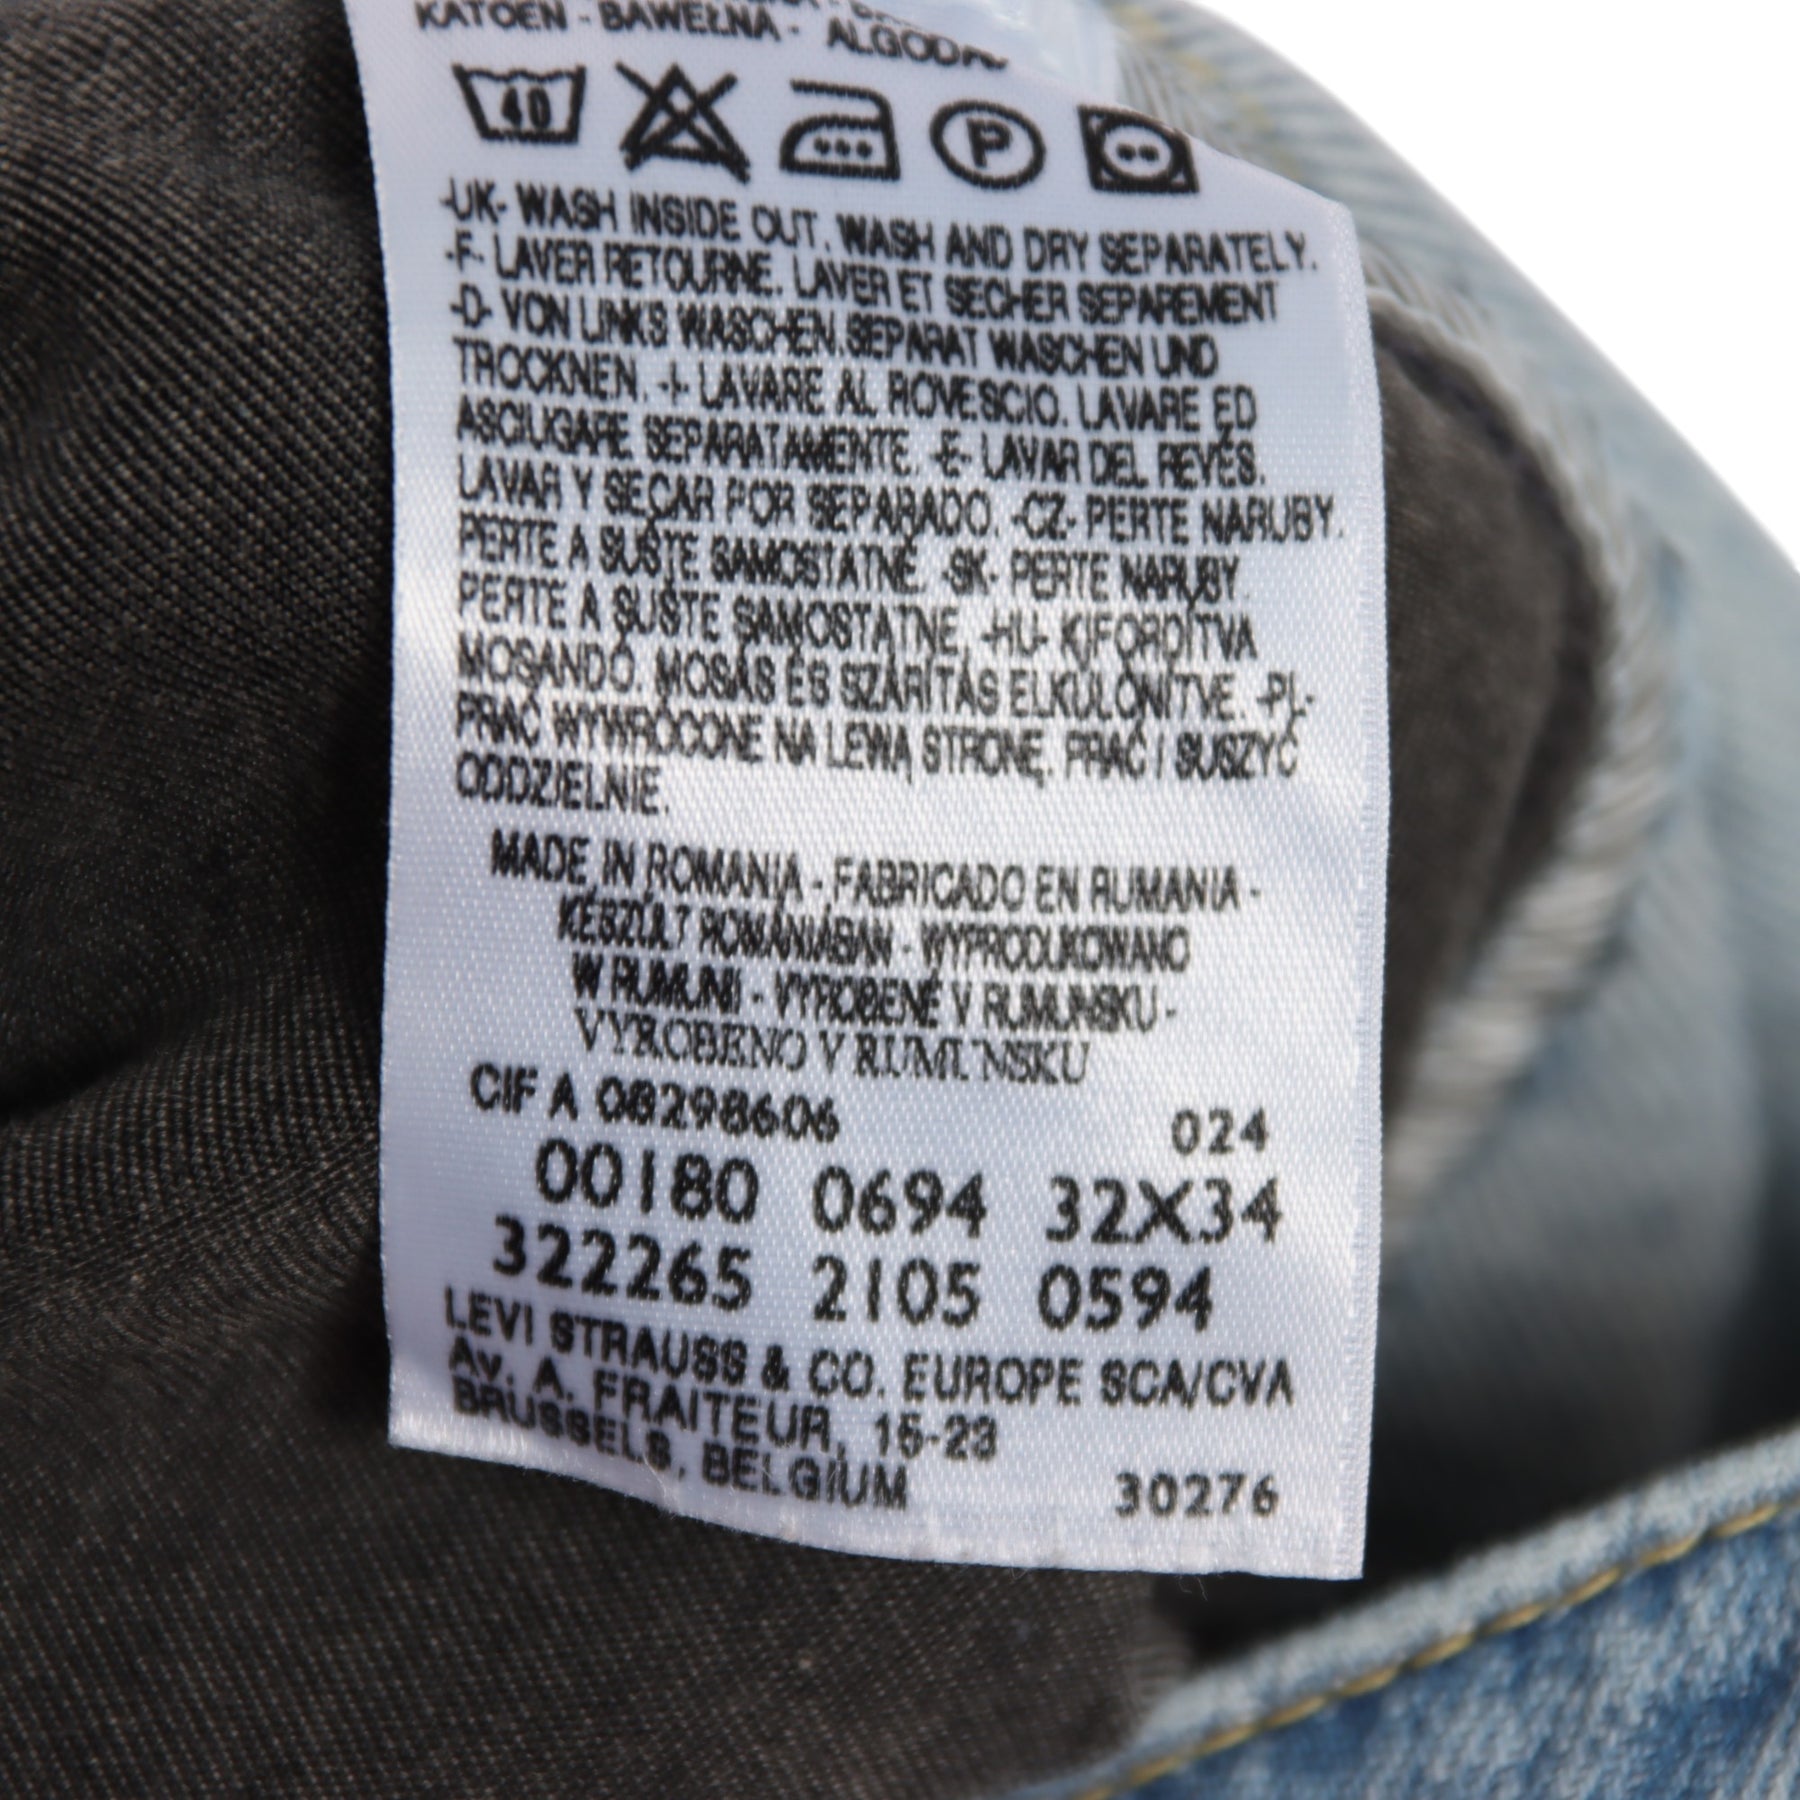 KATOEN - BAWEŁNA -
40
P
-UK- WASH INSIDE OUT. WASH AND DRY SEPARATELY.
-F- LAVER RETOURNE. LAVER ET SECHER SEPAREMENT
-D- VON LINKS WASCHEN.SEPARAT WASCHEN UND
TROCKNEN. -I- LAVARE AL ROVESCIO. LAVARE ED
ASCIUGARE SEPARATAMENTE. -E- LAVAR DEL REVÉS.
LAVAR Y SECAR POR SEPARADO. -CZ- PERTE NARUBY.
PERTE A SUŠTE SAMOSTATNĚ. -SK- PERTE NARUBY.
PERTE A SUŠTE SAMOSTATNE. -HU- KIFORDÍTVA
MOSANDÓ. MOSÁS ÉS SZÁRÍTÁS ELKÜLÖNÍTVE. -PL-
PRAĆ WYWRÓCONE NA LEWĄ STRONĘ. PRAĆ I SUSZYĆ
ODDZIELNIE.
MADE IN ROMANIA - FABRICADO EN RUMANIA -
KÉSZÜLT ROMÁNIÁBAN - WYPRODUKOWANO
W RUMUNII - VYROBENÉ V RUMUNSKU -
VYROBENO V RUMUNSKU
CIF A 08298606 024
00180 0694 32X34
322265 2105 0594
LEVI STRAUSS & CO. EUROPE SCA/CVA
Av. A. FRAITEUR, 15-23
BRUSSELS, BELGIUM 30276